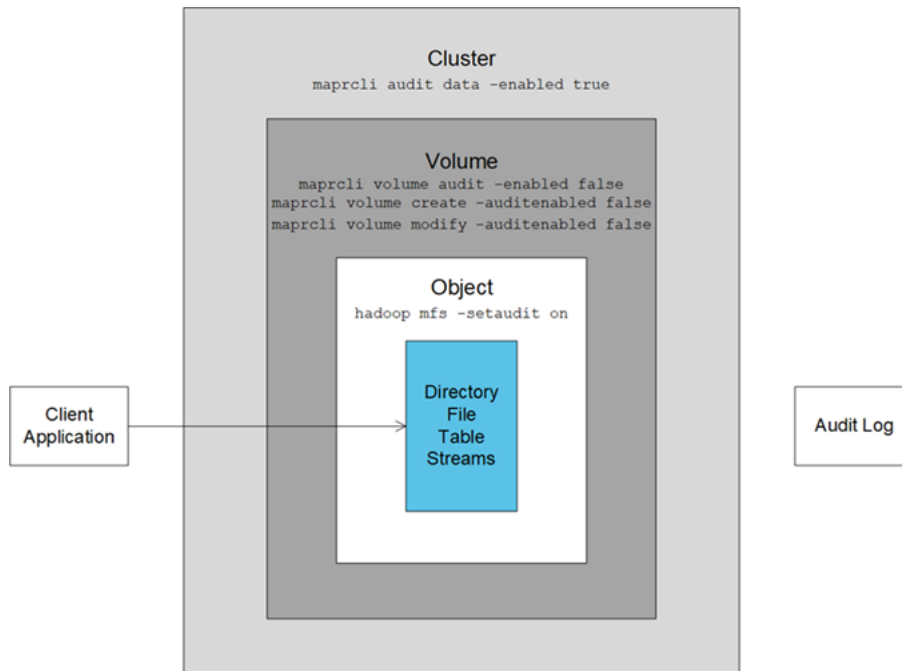 Cluster
maprcli audit data -enabled true
Volume
maprcli volume audit -enabled false
maprcli volume create -auditenabled false
maprcli volume modify -auditenabled false
Object
hadoop mfs -setaudit on
Directory
File
Table
Streams
Client
Application
Audit Log